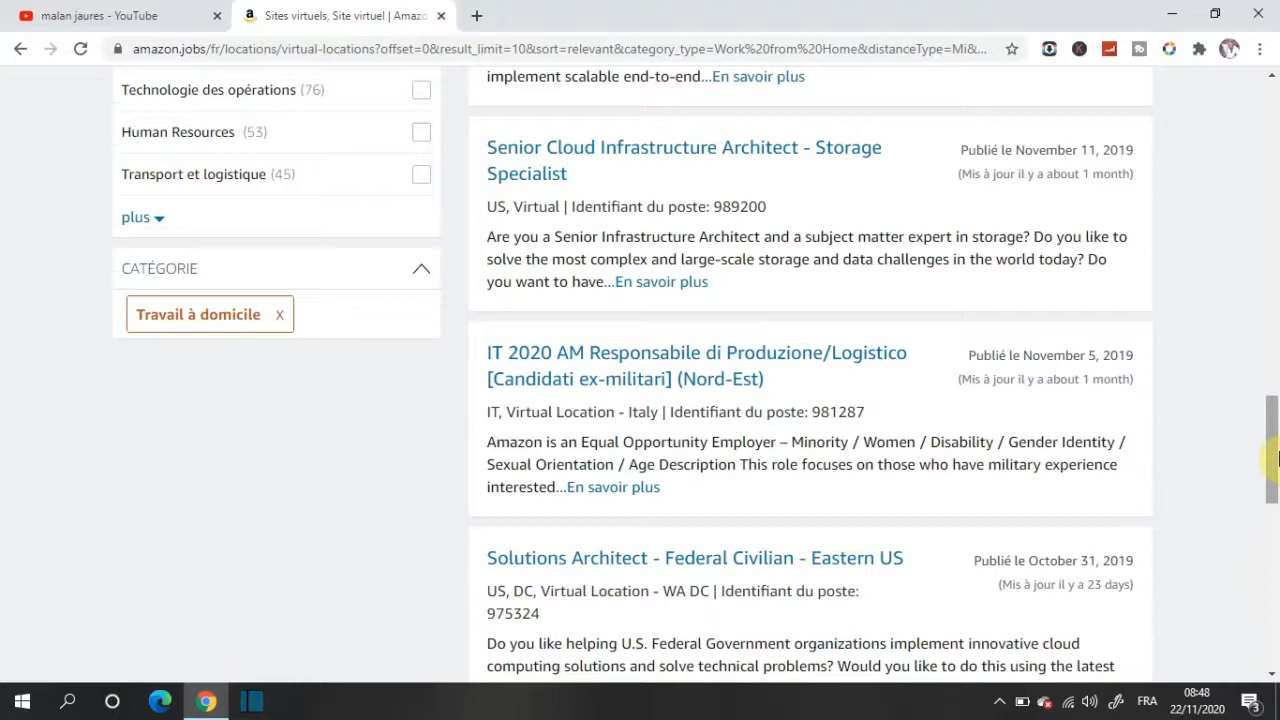 malan jaures - YouTube
Sites virtuels, Site virtuel | Amazo
amazon.jobs/fr/locations/virtual-locations?offset=0&result_limit=10&sort=relevant&category_type=Work%20from%20Home&distanceType=Mi&...
Technologie des opérations (76)
Human Resources (53)
Transport et logistique (45)
plus
CATÉGORIE
Travail à domicile X
implement scalable end-to-end...En savoir plus
Senior Cloud Infrastructure Architect - Storage
Specialist
Publié le November 11, 2019
(Mis à jour il y a about 1 month)
US, Virtual | Identifiant du poste: 989200
Are you a Senior Infrastructure Architect and a subject matter expert in storage? Do you like to
solve the most complex and large-scale storage and data challenges in the world today? Do
you want to have...En savoir plus
IT 2020 AM Responsabile di Produzione/Logistico
[Candidati ex-militari] (Nord-Est)
Publié le November 5, 2019
(Mis à jour il y a about 1 month)
IT, Virtual Location - Italy | Identifiant du poste: 981287
Amazon is an Equal Opportunity Employer – Minority / Women / Disability / Gender Identity /
Sexual Orientation / Age Description This role focuses on those who have military experience
interested...En savoir plus
Solutions Architect - Federal Civilian - Eastern US
Publié le October 31, 2019
(Mis à jour il y a 23 days)
US, DC, Virtual Location - WA DC | Identifiant du poste:
975324
Do you like helping U.S. Federal Government organizations implement innovative cloud
computing solutions and solve technical problems? Would you like to do this using the latest
FRA
08:48
22/11/2020
3